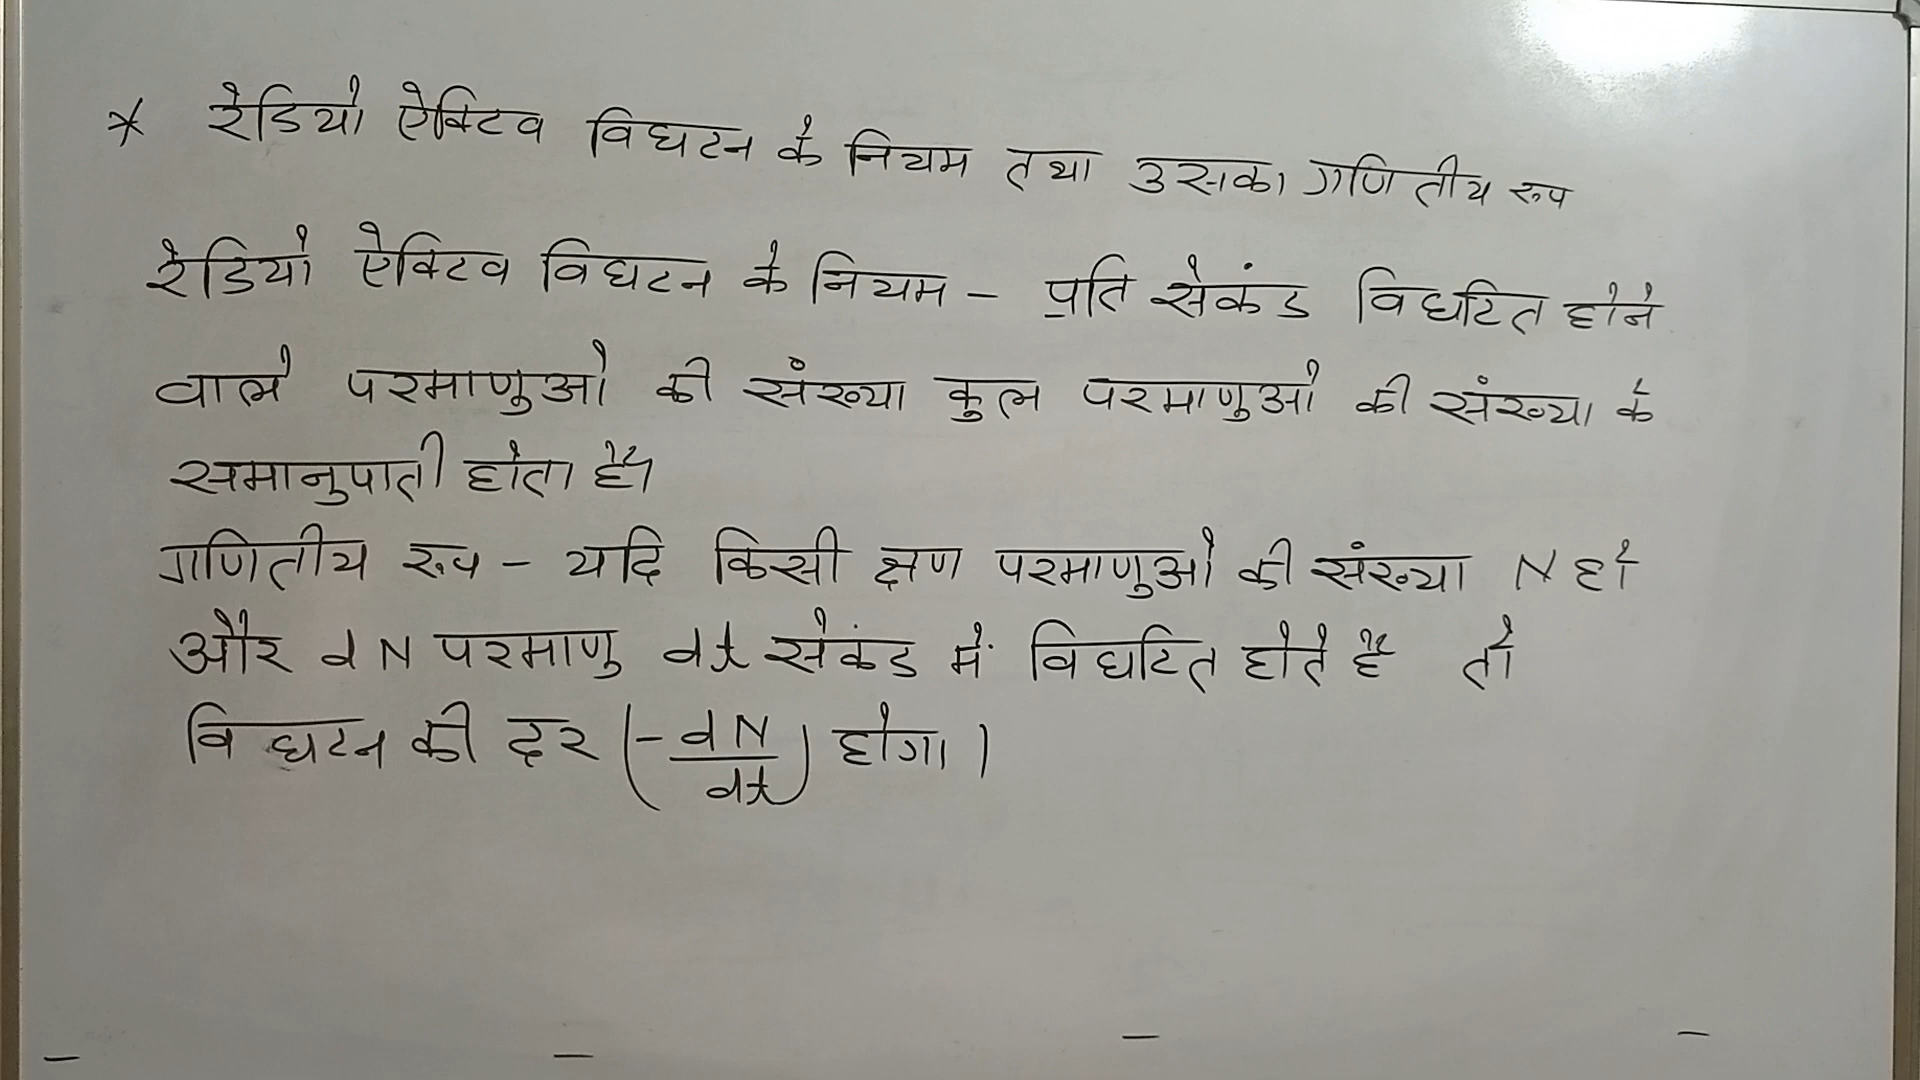 * रेडियो ऐक्टिव विघटन के नियम तथा उसका गणितीय रूप
रेडियो ऐक्टिव विघटन के नियम - प्रति सेकंड विघटित होने
वाले परमाणुओ की संख्या कुल परमाणुओ की संख्या के
समानुपाती होता है।
गणितीय रूप - यदि किसी क्षण परमाणुओ की संख्या N हो
और dN परमाणु dt सेकंड में विघटित होते है तो
विघटन की दर (-dN/dt) होगा।